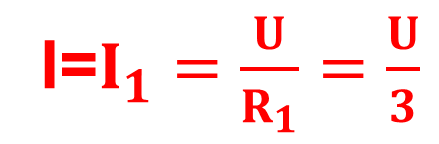 I=I₁ = U/R₁ = U/3